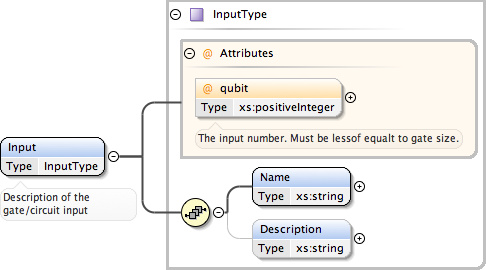 InputType
@ Attributes
@ qubit
Type xs:positiveInteger
The input number. Must be lessof equalt to gate size.
Input
Type InputType
Description of the
gate/circuit input
Name
Type xs:string
Description
Type xs:string